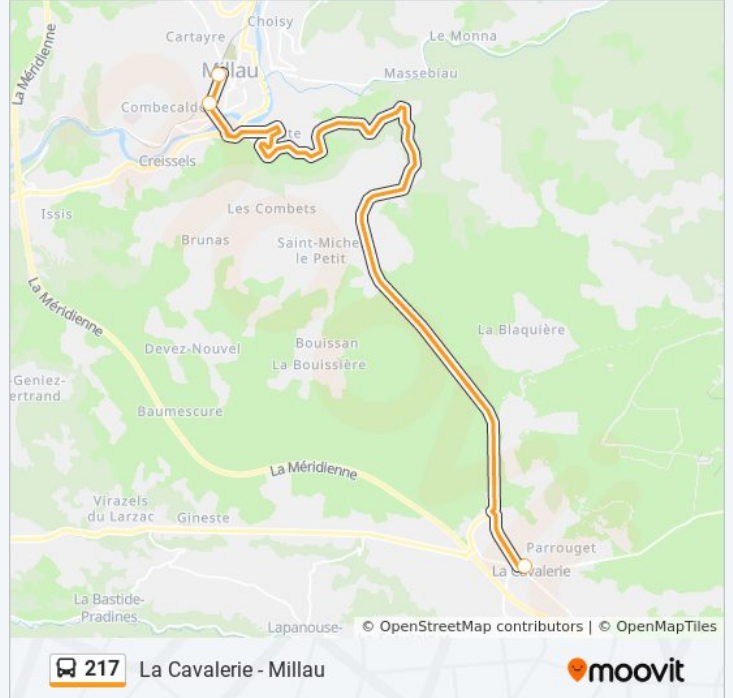 Choisy
Cartayre
Le Monna
La Méridienne
Millau
Massebiau
Combecalde
Creissels
Issis
Les Combets
Brunas
Saint-Miche
le Petit
La Méridienne
La Blaquière
Bouissan
La Bouissière
Devez-Nouvel
-Geniez-
ertrand
Baumescure
La Méridienne
Virazels
du Larzac
Gineste
Parrouget
La Cavalerie
La Bastide-
Pradines
Lapanouse-
© OpenStreetMap contributors | © OpenMapTiles
217 La Cavalerie - Millau
moovit